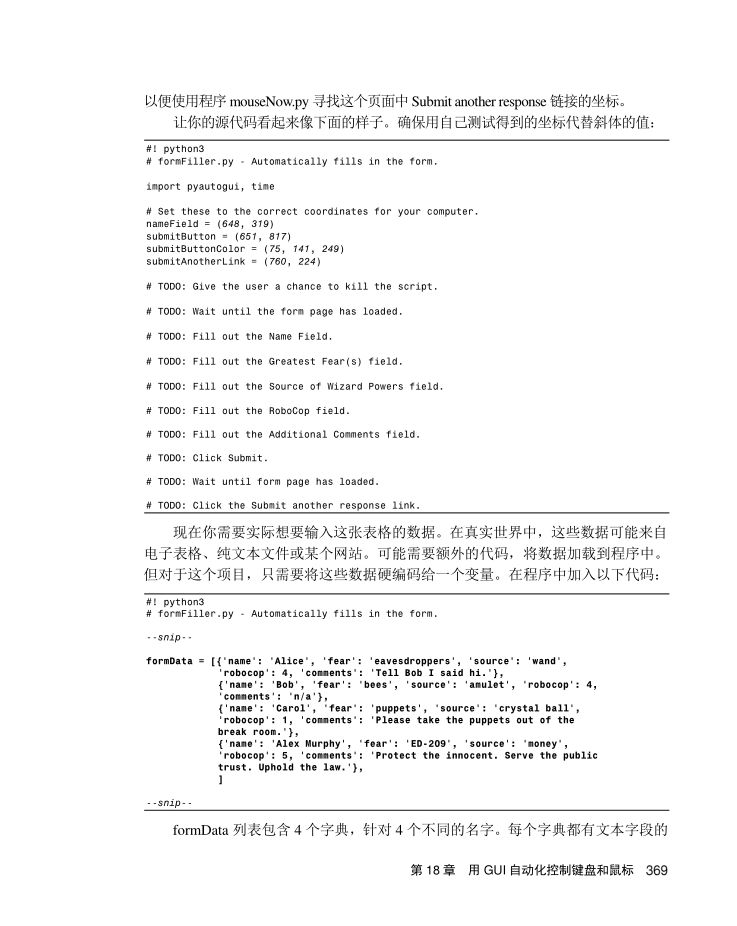 以便使用程序 mouseNow.py 寻找这个页面中 Submit another response 链接的坐标。
让你的源代码看起来像下面的样子。确保用自己测试得到的坐标代替斜体的值：
#! python3
# formFiller.py - Automatically fills in the form.
import pyautogui, time
# Set these to the correct coordinates for your computer.
nameField = (648, 319)
submitButton = (651, 817)
submitButtonColor = (75, 141, 249)
submitAnotherLink = (760, 224)
# TODO: Give the user a chance to kill the script.
# TODO: Wait until the form page has loaded.
# TODO: Fill out the Name Field.
# TODO: Fill out the Greatest Fear(s) field.
# TODO: Fill out the Source of Wizard Powers field.
# TODO: Fill out the RoboCop field.
# TODO: Fill out the Additional Comments field.
# TODO: Click Submit.
# TODO: Wait until form page has loaded.
# TODO: Click the Submit another response link.
现在你需要实际想要输入这张表格的数据。在真实世界中，这些数据可能来自
电子表格、纯文本文件或某个网站。可能需要额外的代码，将数据加载到程序中。
但对于这个项目，只需要将这些数据硬编码给一个变量。在程序中加入以下代码：
#! python3
# formFiller.py - Automatically fills in the form.
--snip--
formData = [{'name': 'Alice', 'fear': 'eavesdroppers', 'source': 'wand',
'robocop': 4, 'comments': 'Tell Bob I said hi.'},
{'name': 'Bob', 'fear': 'bees', 'source': 'amulet', 'robocop': 4,
'comments': 'n/a'},
{'name': 'Carol', 'fear': 'puppets', 'source': 'crystal ball',
'robocop': 1, 'comments': 'Please take the puppets out of the
break room.'},
{'name': 'Alex Murphy', 'fear': 'ED-209', 'source': 'money',
'robocop': 5, 'comments': 'Protect the innocent. Serve the public
trust. Uphold the law.'},
]
--snip--
formData 列表包含 4 个字典，针对 4 个不同的名字。每个字典都有文本字段的
第 18 章 用 GUI 自动化控制键盘和鼠标 369